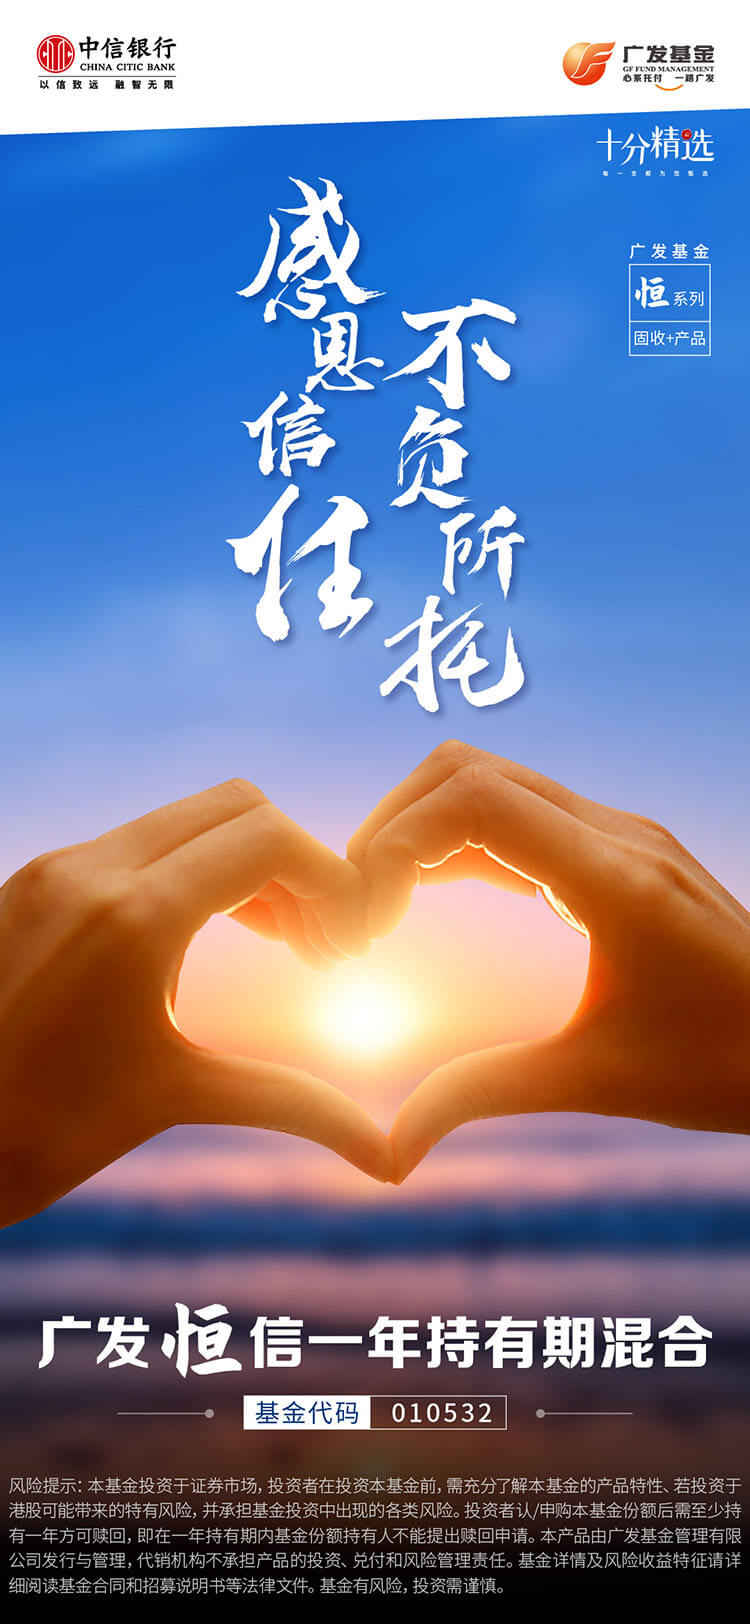 中信银行
CHINA CITIC BANK
以信致远 融智无限
广发基金
GF FUND MANAGEMENT
心系托付 一路广发
十分精选
每一支都为您甄选
广发基金
恒系列
固收+产品
感恩信任
不负所托
广发恒信一年持有期混合
基金代码 010532
风险提示:本基金投资于证券市场,投资者在投资本基金前,需充分了解本基金的产品特性、若投资于
港股可能带来的特有风险,并承担基金投资中出现的各类风险。投资者认/申购本基金份额后需至少持
有一年方可赎回,即在一年持有期内基金份额持有人不能提出赎回申请。本产品由广发基金管理有限
公司发行与管理,代销机构不承担产品的投资、兑付和风险管理责任。基金详情及风险收益特征请详
细阅读基金合同和招募说明书等法律文件。基金有风险,投资需谨慎。